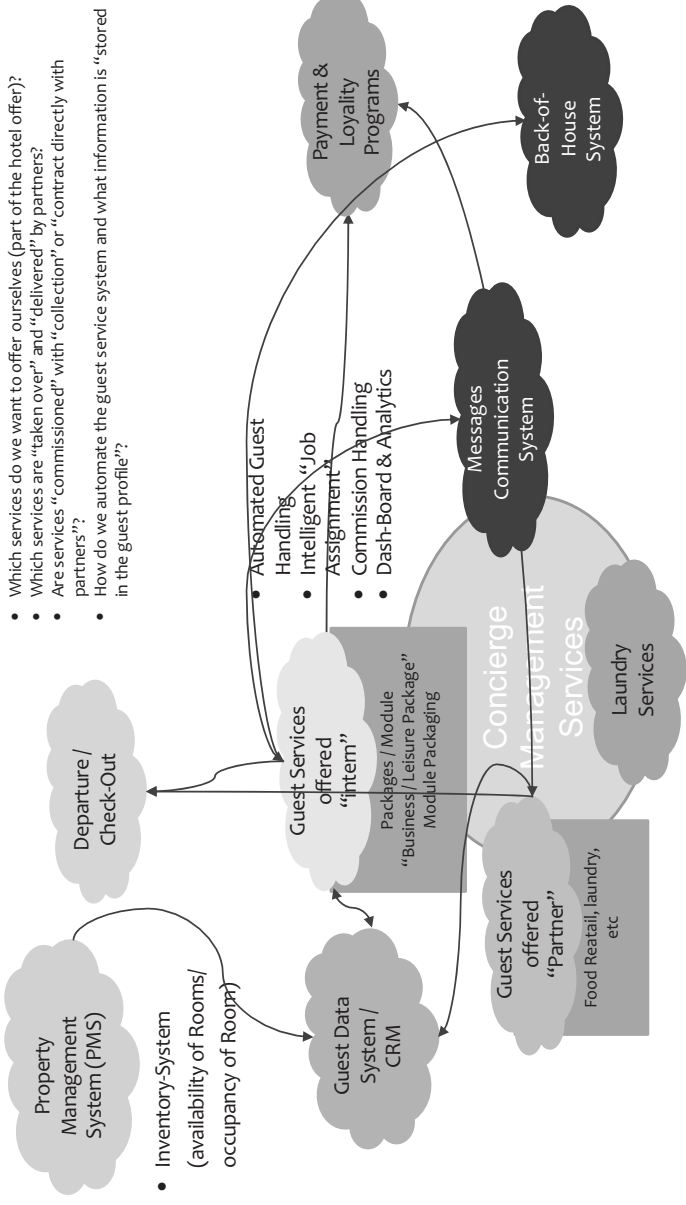 • Which services do we want to offer ourselves (part of the hotel offer)?
• Which services are “taken over” and “delivered” by partners?
• Are services “commissioned” with “collection” or “contract directly with
partners”?
• How do we automate the guest service system and what information is “stored
in the guest profile”?
Property
Management
System (PMS)
• Inventory-System
(availability of Rooms/
occupancy of Room)
Departure /
Check-Out
Guest Data
System /
CRM
Guest Services
offered
“intern”
Packages / Module
“Business / Leisure Package”
Module Packaging
• Automated Guest
Handling
• Intelligent “Job
Assignment”
• Commission Handling
• Dash-Board & Analytics
Payment &
Loyality
Programs
Guest Services
offered
“Partner”
Food Reatail, laundry,
etc
Concierge
Management
Services
Laundry
Services
Messages
Communication
System
Back-of-
House
System